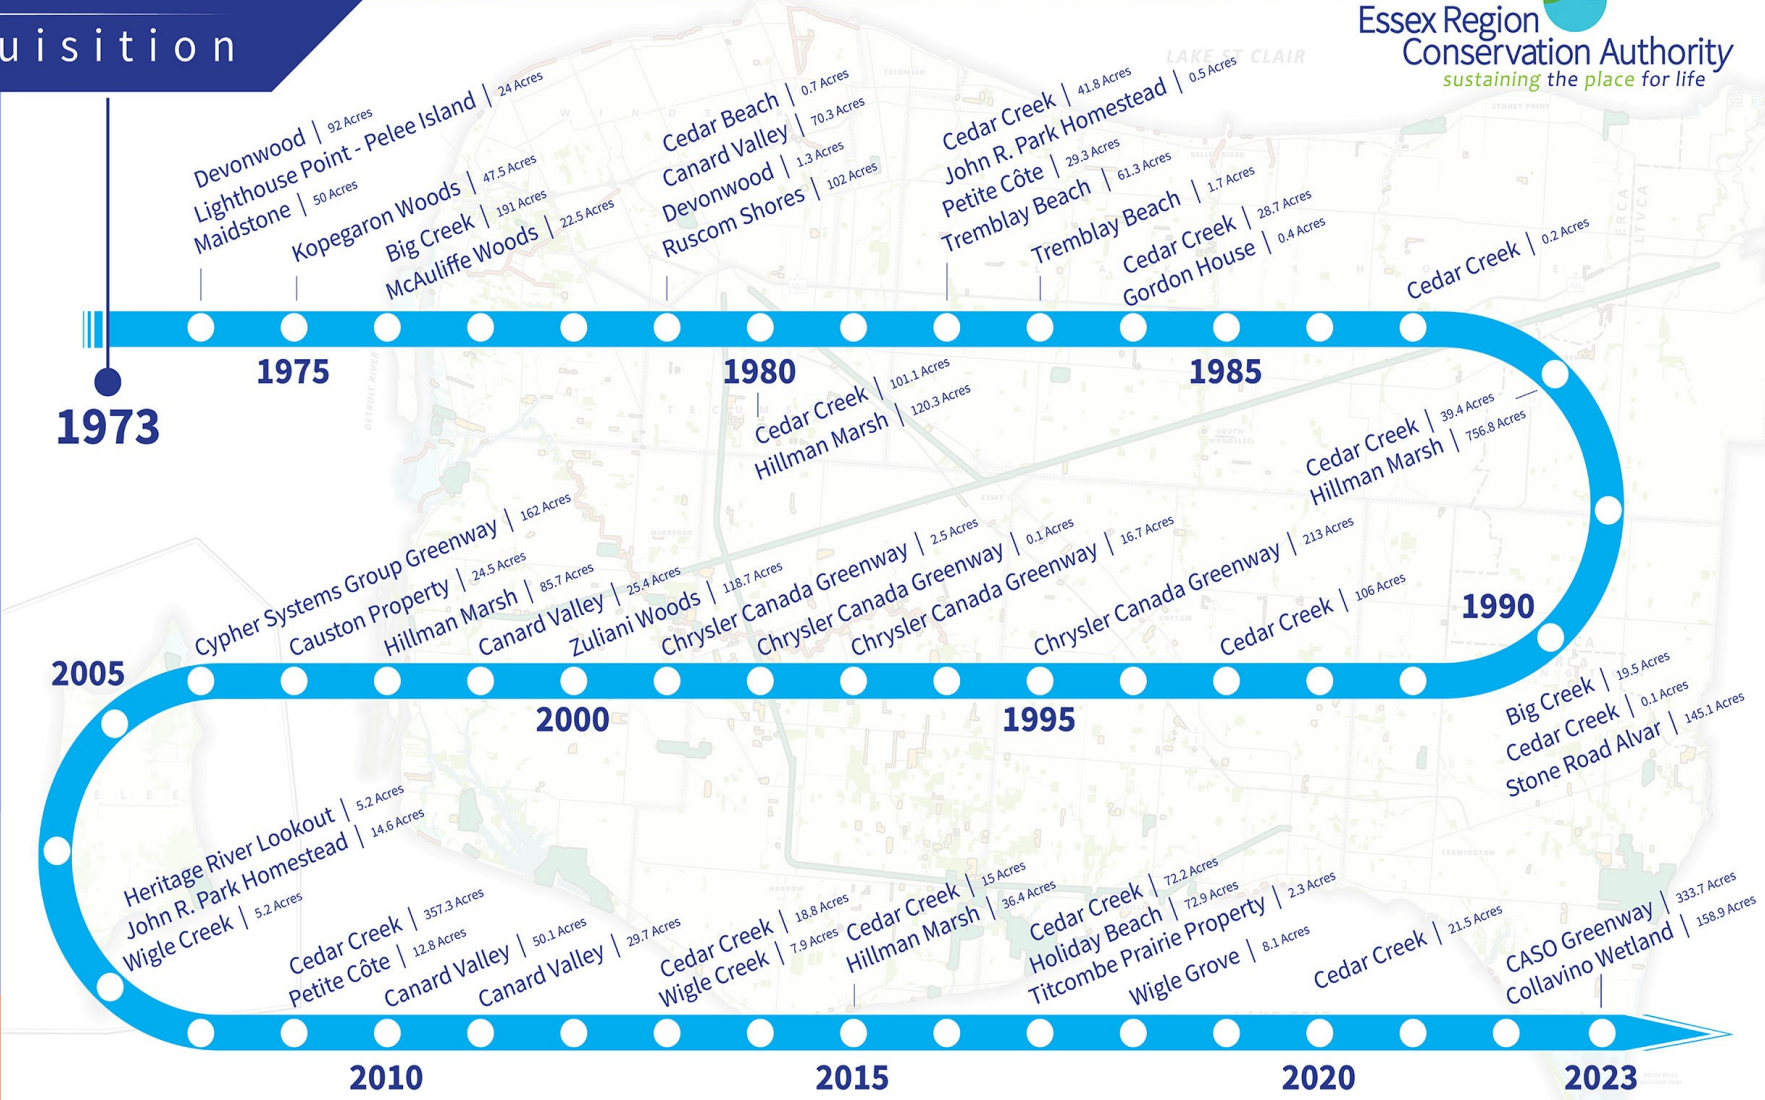 uisition
Essex Region
Conservation Authority
sustaining the place for life
LAKE ST CLAIR
Devonwood | 92 Acres
Lighthouse Point - Pelee Island | 24 Acres
Maidstone | 50 Acres
Kopegaron Woods | 47.5 Acres
Big Creek | 191 Acres
McAuliffe Woods | 22.5 Acres
Cedar Beach | 0.7 Acres
Canard Valley | 70.3 Acres
Devonwood | 1.3 Acres
Ruscom Shores | 102 Acres
Cedar Creek | 41.8 Acres
John R. Park Homestead | 0.5 Acres
Petite Côte | 29.3 Acres
Tremblay Beach | 61.3 Acres
Tremblay Beach | 1.7 Acres
Cedar Creek | 28.7 Acres
Gordon House | 0.4 Acres
Cedar Creek | 0.2 Acres
1973
1975
1980
1985
Cedar Creek | 101.1 Acres
Hillman Marsh | 120.3 Acres
Cedar Creek | 39.4 Acres
Hillman Marsh | 756.8 Acres
1990
Big Creek | 19.5 Acres
Cedar Creek | 0.1 Acres
Stone Road Alvar | 145.1 Acres
Cypher Systems Group Greenway | 162 Acres
Causton Property | 24.5 Acres
Hillman Marsh | 85.7 Acres
Canard Valley | 25.4 Acres
Zuliani Woods | 118.7 Acres
Chrysler Canada Greenway | 2.5 Acres
Chrysler Canada Greenway | 0.1 Acres
Chrysler Canada Greenway | 16.7 Acres
Chrysler Canada Greenway | 213 Acres
Cedar Creek | 106 Acres
2005
2000
1995
Heritage River Lookout | 5.2 Acres
John R. Park Homestead | 14.6 Acres
Wigle Creek | 5.2 Acres
Cedar Creek | 357.3 Acres
Petite Côte | 12.8 Acres
Canard Valley | 50.1 Acres
Canard Valley | 29.7 Acres
Cedar Creek | 18.8 Acres
Wigle Creek | 7.9 Acres
Cedar Creek | 15 Acres
Hillman Marsh | 36.4 Acres
Cedar Creek | 72.2 Acres
Holiday Beach | 72.9 Acres
Titcombe Prairie Property | 2.3 Acres
Wigle Grove | 8.1 Acres
Cedar Creek | 21.5 Acres
CASO Greenway | 333.7 Acres
Collavino Wetland | 158.9 Acres
2010
2015
2020
2023